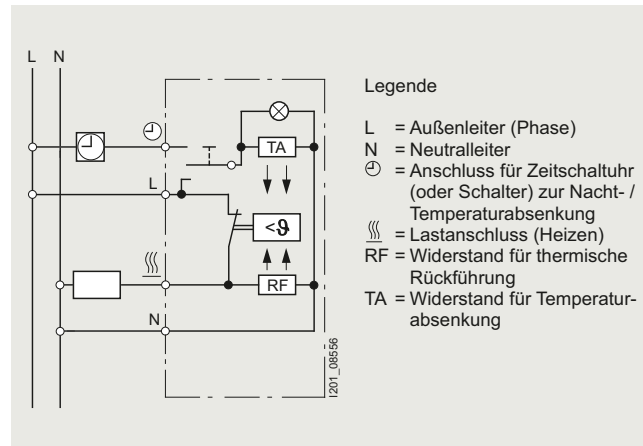 L N
Legende
L = Außenleiter (Phase)
N = Neutralleiter
= Anschluss für Zeitschaltuhr
(oder Schalter) zur Nacht- /
Temperaturabsenkung
= Lastanschluss (Heizen)
RF = Widerstand für thermische
Rückführung
TA = Widerstand für Temperatur-
absenkung
TA
L
<ϑ
RF
N
I201_08556